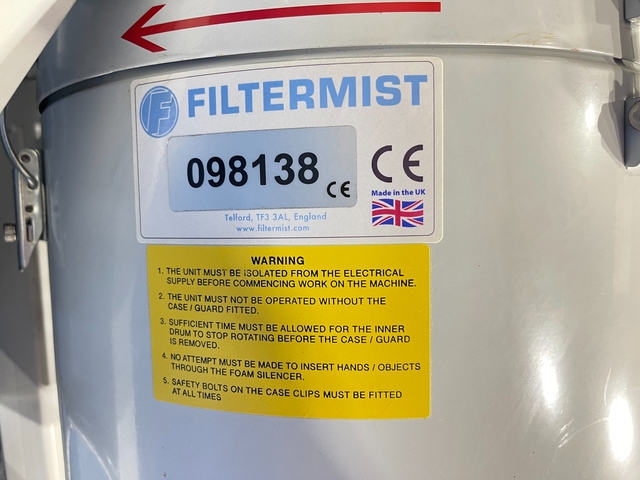 FILTERMIST
098138 CE
CE
Made in the UK
Telford, TF3 3AL, England
www.filtermist.com
WARNING
1. THE UNIT MUST BE ISOLATED FROM THE ELECTRICAL
SUPPLY BEFORE COMMENCING WORK ON THE MACHINE.
2. THE UNIT MUST NOT BE OPERATED WITHOUT THE
CASE / GUARD FITTED.
3. SUFFICIENT TIME MUST BE ALLOWED FOR THE INNER
DRUM TO STOP ROTATING BEFORE THE CASE / GUARD
IS REMOVED.
4. NO ATTEMPT MUST BE MADE TO INSERT HANDS / OBJECTS
THROUGH THE FOAM SILENCER.
5. SAFETY BOLTS ON THE CASE CLIPS MUST BE FITTED
AT ALL TIMES